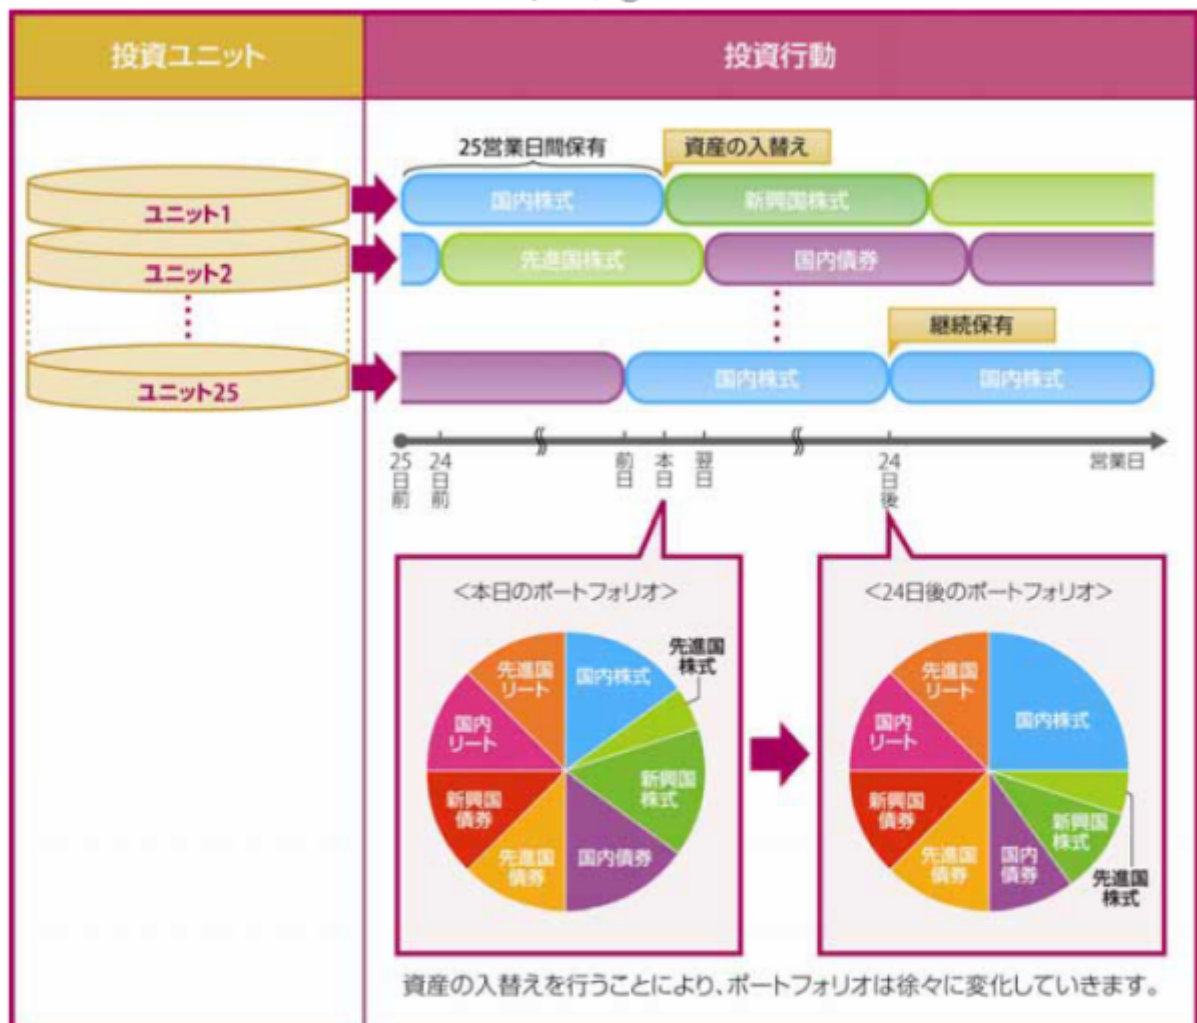 投資ユニット
投資行動
25営業日間保有
資産の入替え
ユニット1
国内株式
新興国株式
ユニット2
先進国株式
国内債券
継続保有
ユニット25
国内株式
国内株式
25日前
24日前
前日
本日
翌日
24日後
営業日
<本日のポートフォリオ>
国内株式
先進国
株式
新興国
株式
国内債券
先進国
債券
新興国
債券
国内
リート
先進国
リート
<24日後のポートフォリオ>
国内株式
先進国
株式
新興国
株式
国内
債券
先進国
債券
新興国
債券
国内
リート
先進国
リート
資産の入替えを行うことにより、ポートフォリオは徐々に変化していきます。